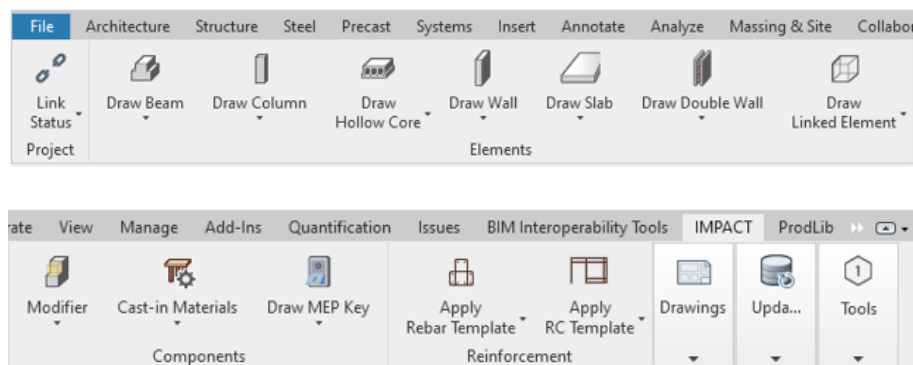 File Architecture Structure Steel Precast Systems Insert Annotate Analyze Massing & Site Collabor
Link Status Draw Beam Draw Column Draw Hollow Core Draw Wall Draw Slab Draw Double Wall Draw Linked Element
Project Elements
rate View Manage Add-Ins Quantification Issues BIM Interoperability Tools IMPACT ProdLib
Modifier Cast-in Materials Draw MEP Key Apply Rebar Template Apply RC Template Drawings Upda... 1 Tools
Components Reinforcement